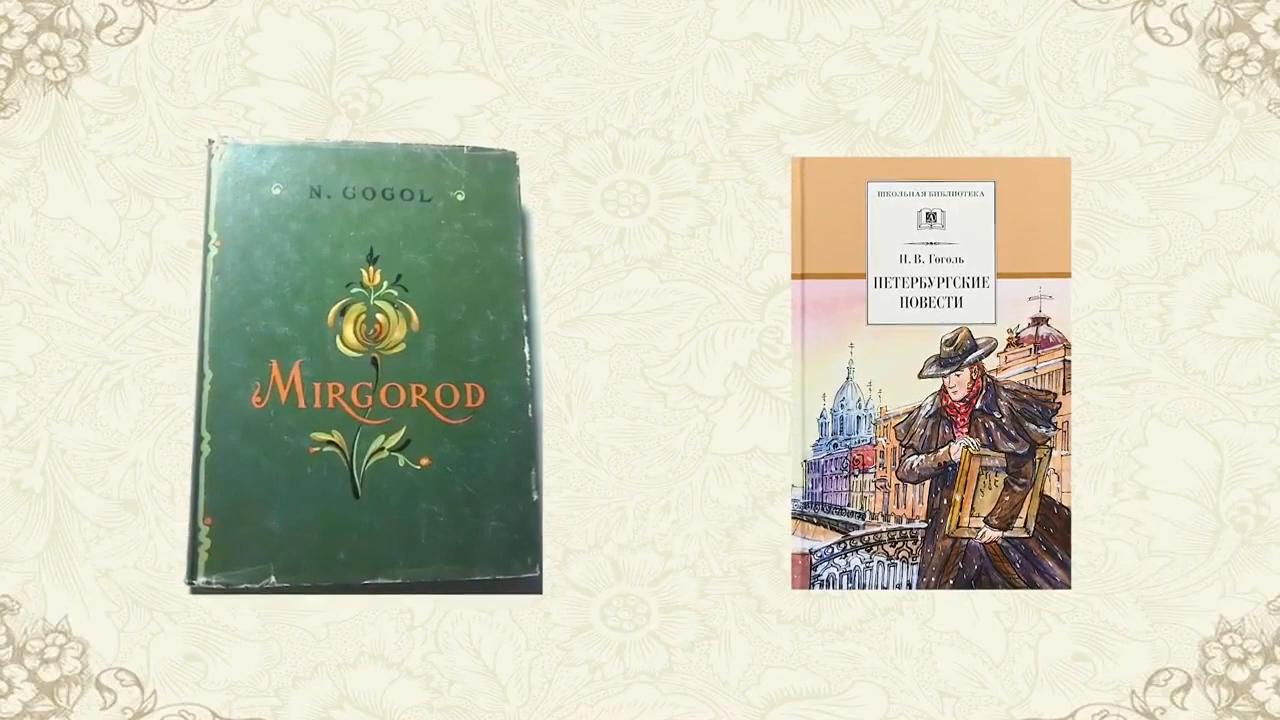 N. GOGOL
MIRGOROD
ШКОЛЬНАЯ БИБЛИОТЕКА
Н. В. Гоголь
ПЕТЕРБУРГСКИЕ
ПОВЕСТИ